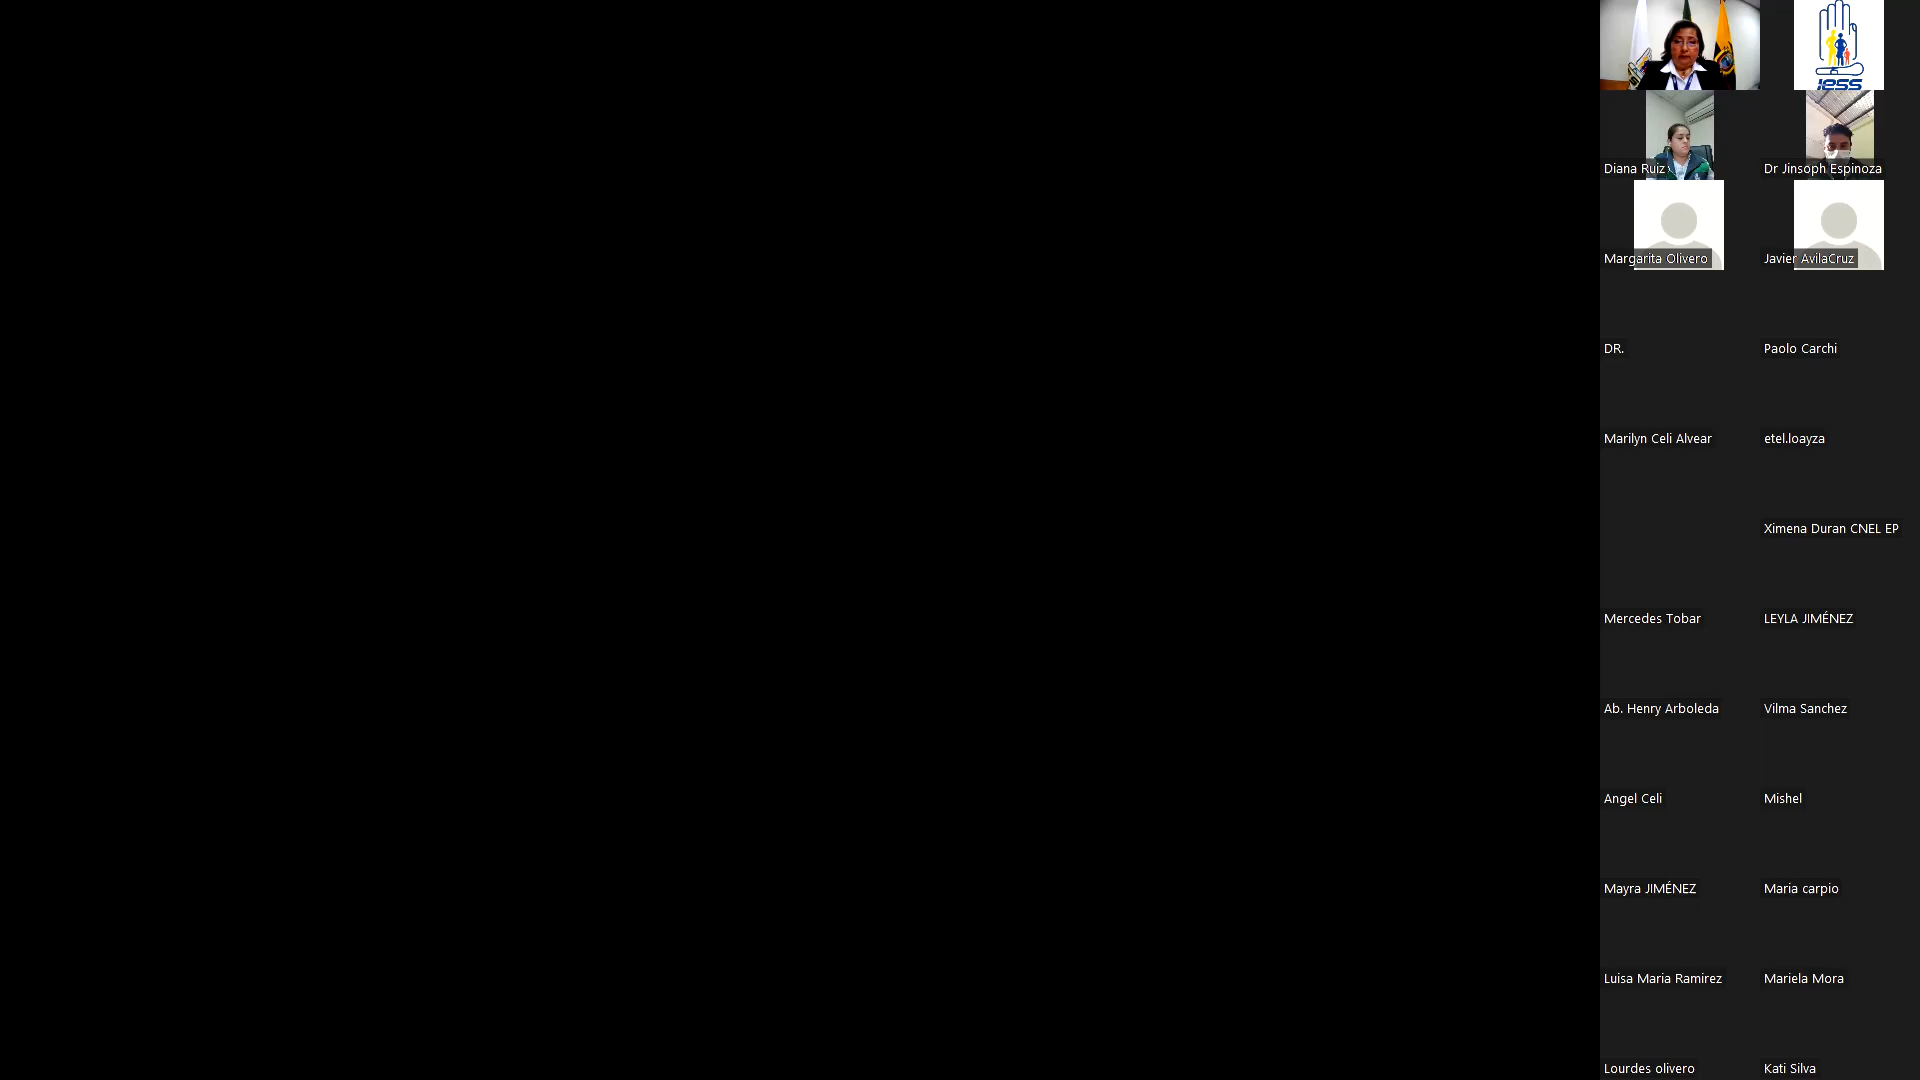 iess
Diana Ruiz
Dr Jinsoph Espinoza
Margarita Olivero
Javier AvilaCruz
DR.
Paolo Carchi
Marilyn Celi Alvear
etel.loayza
Ximena Duran CNEL EP
Mercedes Tobar
LEYLA JIMÉNEZ
Ab. Henry Arboleda
Vilma Sanchez
Angel Celi
Mishel
Mayra JIMÉNEZ
Maria carpio
Luisa Maria Ramirez
Mariela Mora
Lourdes olivero
Kati Silva